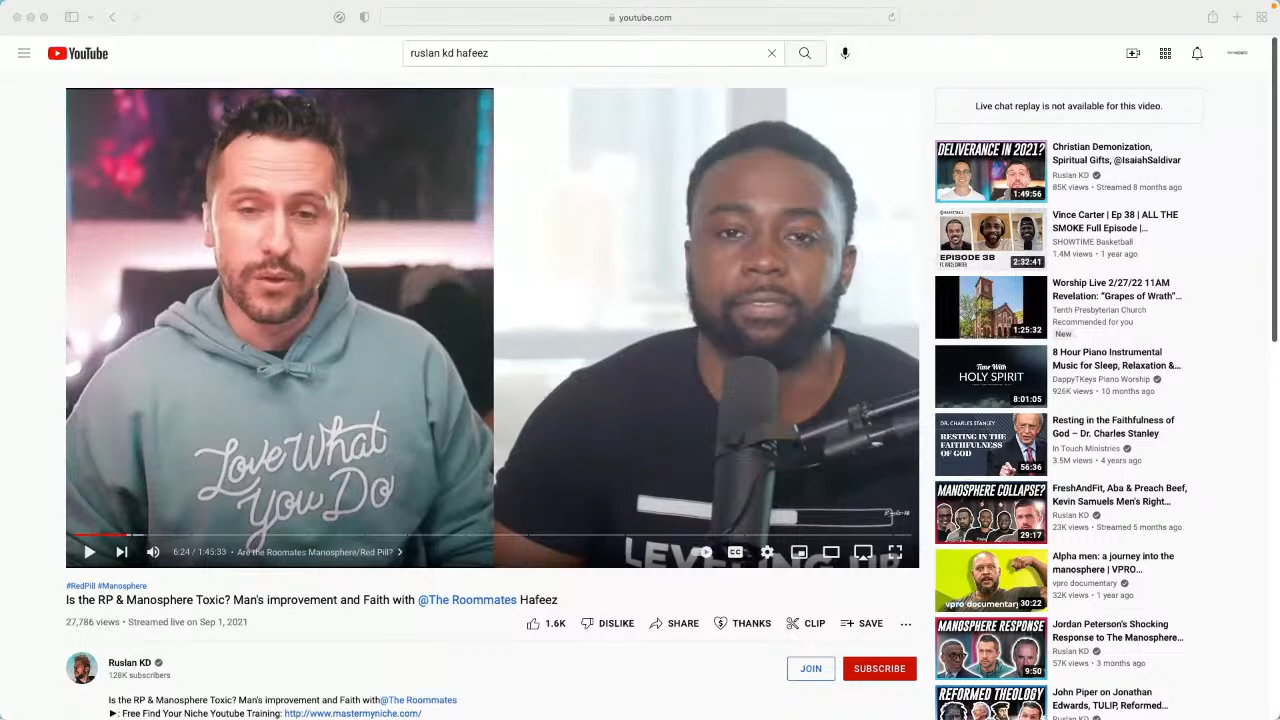 youtube.com
YouTube
ruslan kd hafeez
Love What
You Do
6:24 / 1:45:33 • Are the Roomates Manosphere/Red Pill?
CC
#RedPill #Manosphere
Is the RP & Manosphere Toxic? Man's improvement and Faith with @The Roommates Hafeez
27,786 views • Streamed live on Sep 1, 2021
1.6K
DISLIKE
SHARE
THANKS
CLIP
SAVE
Ruslan KD
128K subscribers
JOIN
SUBSCRIBE
Is the RP & Manosphere Toxic? Man's improvement and Faith with@The Roommates
►: Free Find Your Niche Youtube Training: http://www.mastermyniche.com/
Live chat replay is not available for this video.
DELIVERANCE IN 2021?
1:49:56
Christian Demonization,
Spiritual Gifts, @IsaiahSaldivar
Ruslan KD
85K views • Streamed 8 months ago
EPISODE 38
FT. VINCE CARTER
2:32:41
Vince Carter | Ep 38 | ALL THE
SMOKE Full Episode |...
SHOWTIME Basketball
1.4M views • 1 year ago
1:25:32
Worship Live 2/27/22 11AM
Revelation: “Grapes of Wrath”...
Tenth Presbyterian Church
Recommended for you
New
Time With
HOLY SPIRIT
8:01:05
8 Hour Piano Instrumental
Music for Sleep, Relaxation &...
DappyTKeys Piano Worship
926K views • 10 months ago
DR. CHARLES STANLEY
RESTING IN THE
FAITHFULNESS
OF GOD
56:36
Resting in the Faithfulness of
God – Dr. Charles Stanley
In Touch Ministries
3.5M views • 4 years ago
MANOSPHERE COLLAPSE?
29:17
FreshAndFit, Aba & Preach Beef,
Kevin Samuels Men's Right...
Ruslan KD
23K views • Streamed 5 months ago
vpro documentary
30:22
Alpha men: a journey into the
manosphere | VPRO...
vpro documentary
32K views • 1 year ago
MANOSPHERE RESPONSE
9:50
Jordan Peterson's Shocking
Response to The Manosphere...
Ruslan KD
57K views • 3 months ago
REFORMED THEOLOGY
John Piper on Jonathan
Edwards, TULIP, Reformed...
Ruslan KD